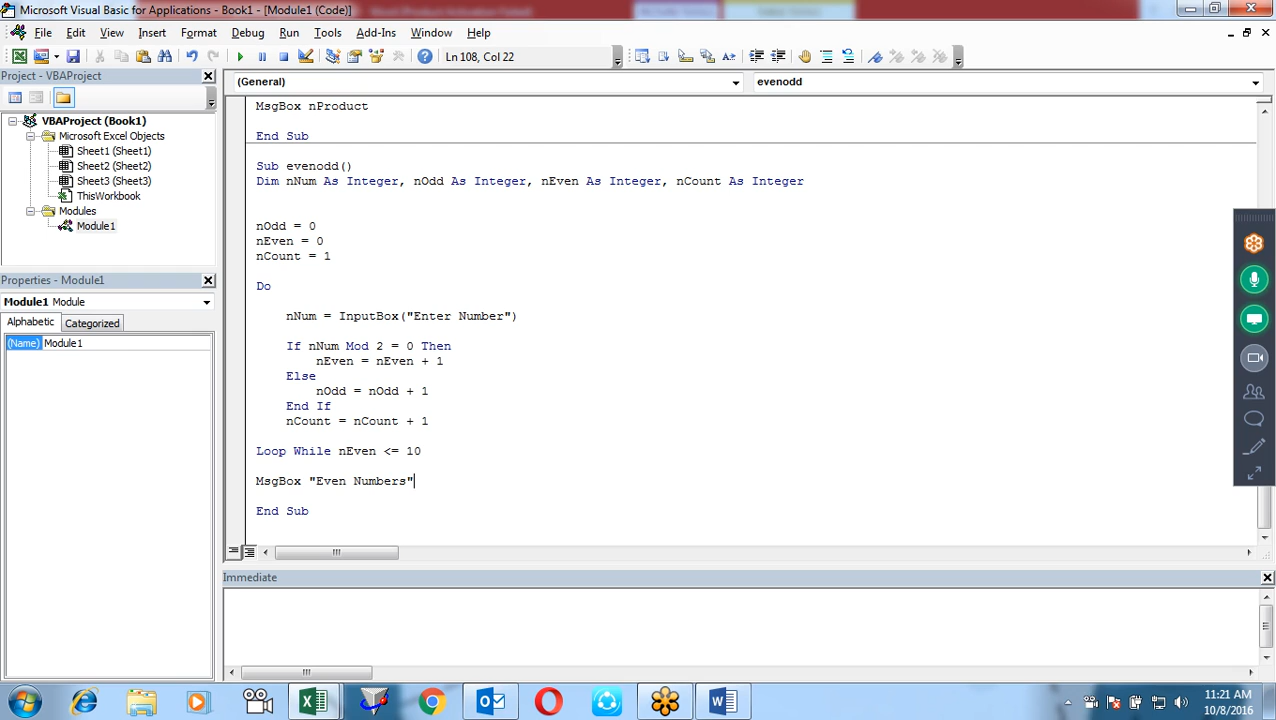 Microsoft Visual Basic for Applications - Book1 - [Module1 (Code)]
File Edit View Insert Format Debug Run Tools Add-Ins Window Help
Ln 108, Col 22
Project - VBAProject
(General) evenodd
VBAProject (Book1)
Microsoft Excel Objects
Sheet1 (Sheet1)
Sheet2 (Sheet2)
Sheet3 (Sheet3)
ThisWorkbook
Modules
Module1
Properties - Module1
Module1 Module
Alphabetic Categorized
(Name) Module1
MsgBox nProduct
End Sub
Sub evenodd()
Dim nNum As Integer, nOdd As Integer, nEven As Integer, nCount As Integer
nOdd = 0
nEven = 0
nCount = 1
Do
nNum = InputBox("Enter Number")
If nNum Mod 2 = 0 Then
nEven = nEven + 1
Else
nOdd = nOdd + 1
End If
nCount = nCount + 1
Loop While nEven <= 10
MsgBox "Even Numbers"
End Sub
Immediate
11:21 AM
10/8/2016